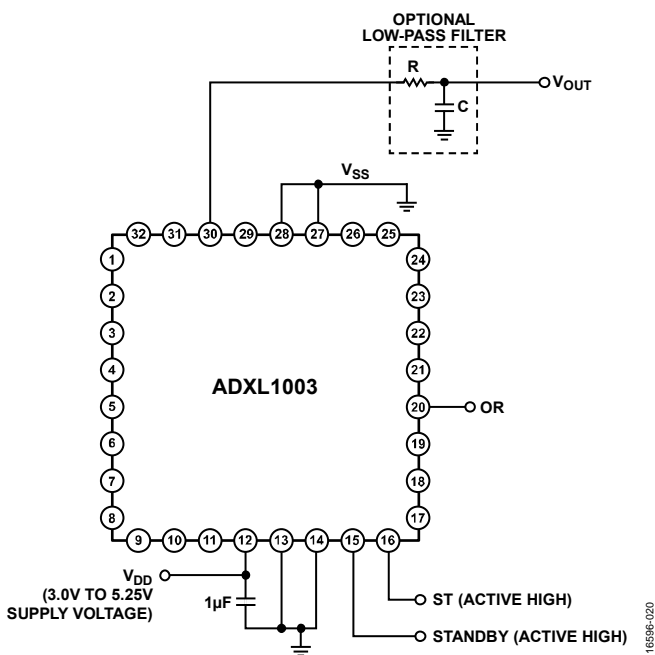 OPTIONAL
LOW-PASS FILTER
R
C
VOUT
VSS
32 31 30 29 28 27 26 25
1
2
3
4
5
6
7
8
24
23
22
21
20
19
18
17
ADXL1003
OR
9 10 11 12 13 14 15 16
VDD
(3.0V TO 5.25V
SUPPLY VOLTAGE)
1µF
ST (ACTIVE HIGH)
STANDBY (ACTIVE HIGH)
16596-020